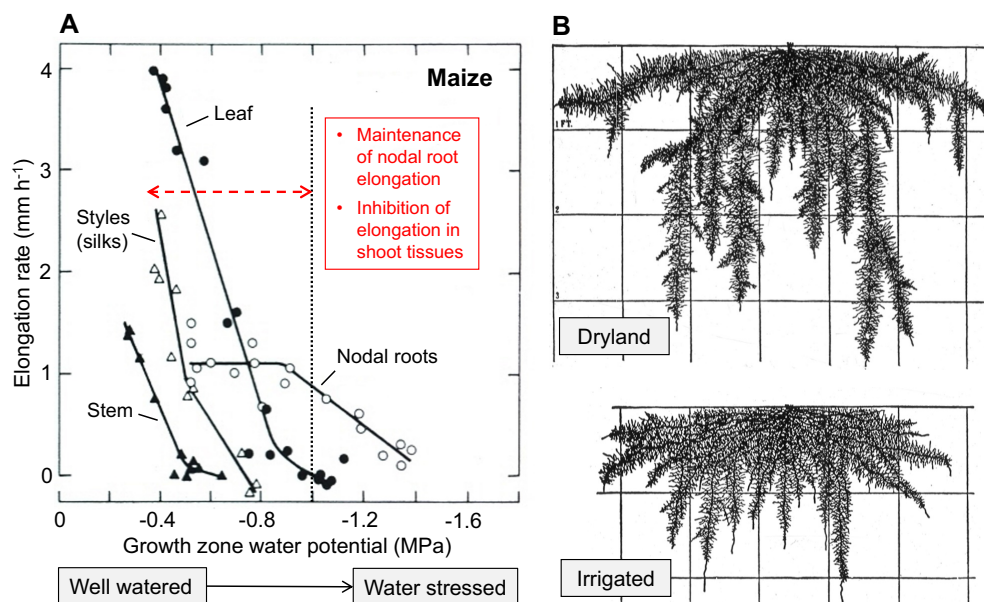 A
B
Maize
4
3
2
1
0
Elongation rate (mm h⁻¹)
Leaf
Styles
(silks)
Stem
Nodal roots
• Maintenance
of nodal root
elongation
• Inhibition of
elongation in
shoot tissues
0
-0.4
-0.8
-1.2
-1.6
Growth zone water potential (MPa)
Well watered
Water stressed
1 FT.
2
3
Dryland
Irrigated